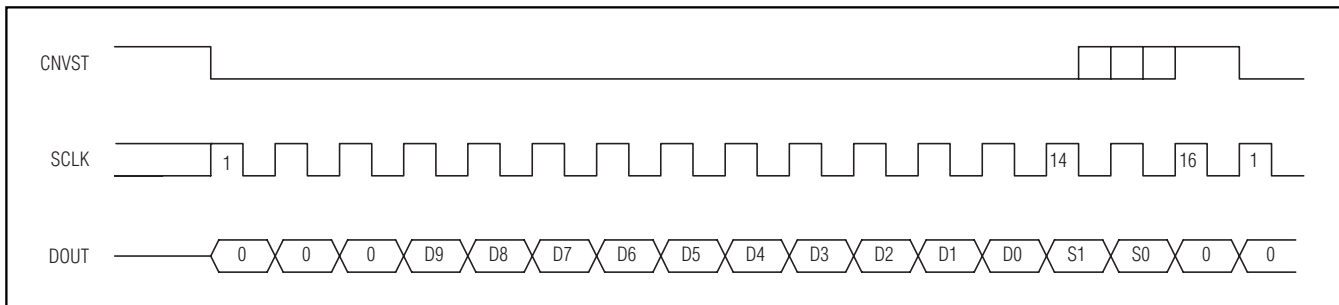 CNVST
SCLK 1 14 16 1
DOUT 0 0 0 D9 D8 D7 D6 D5 D4 D3 D2 D1 D0 S1 S0 0 0